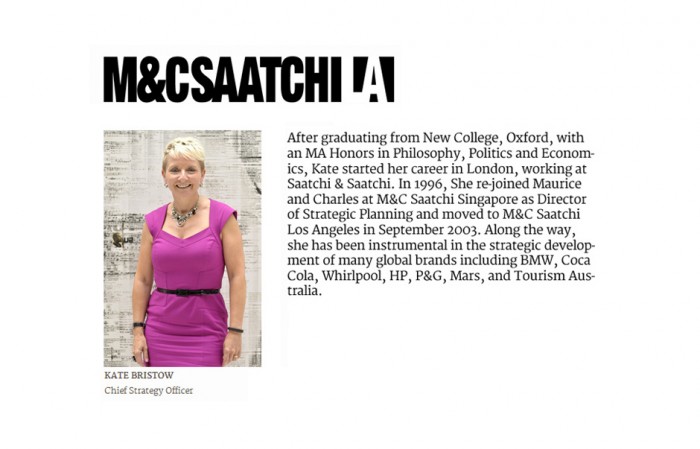 M&CSAATCHI LA
After graduating from New College, Oxford, with
an MA Honors in Philosophy, Politics and Econom-
ics, Kate started her career in London, working at
Saatchi & Saatchi. In 1996, She re-joined Maurice
and Charles at M&C Saatchi Singapore as Director
of Strategic Planning and moved to M&C Saatchi
Los Angeles in September 2003. Along the way,
she has been instrumental in the strategic develop-
ment of many global brands including BMW, Coca
Cola, Whirlpool, HP, P&G, Mars, and Tourism Aus-
tralia.
KATE BRISTOW
Chief Strategy Officer